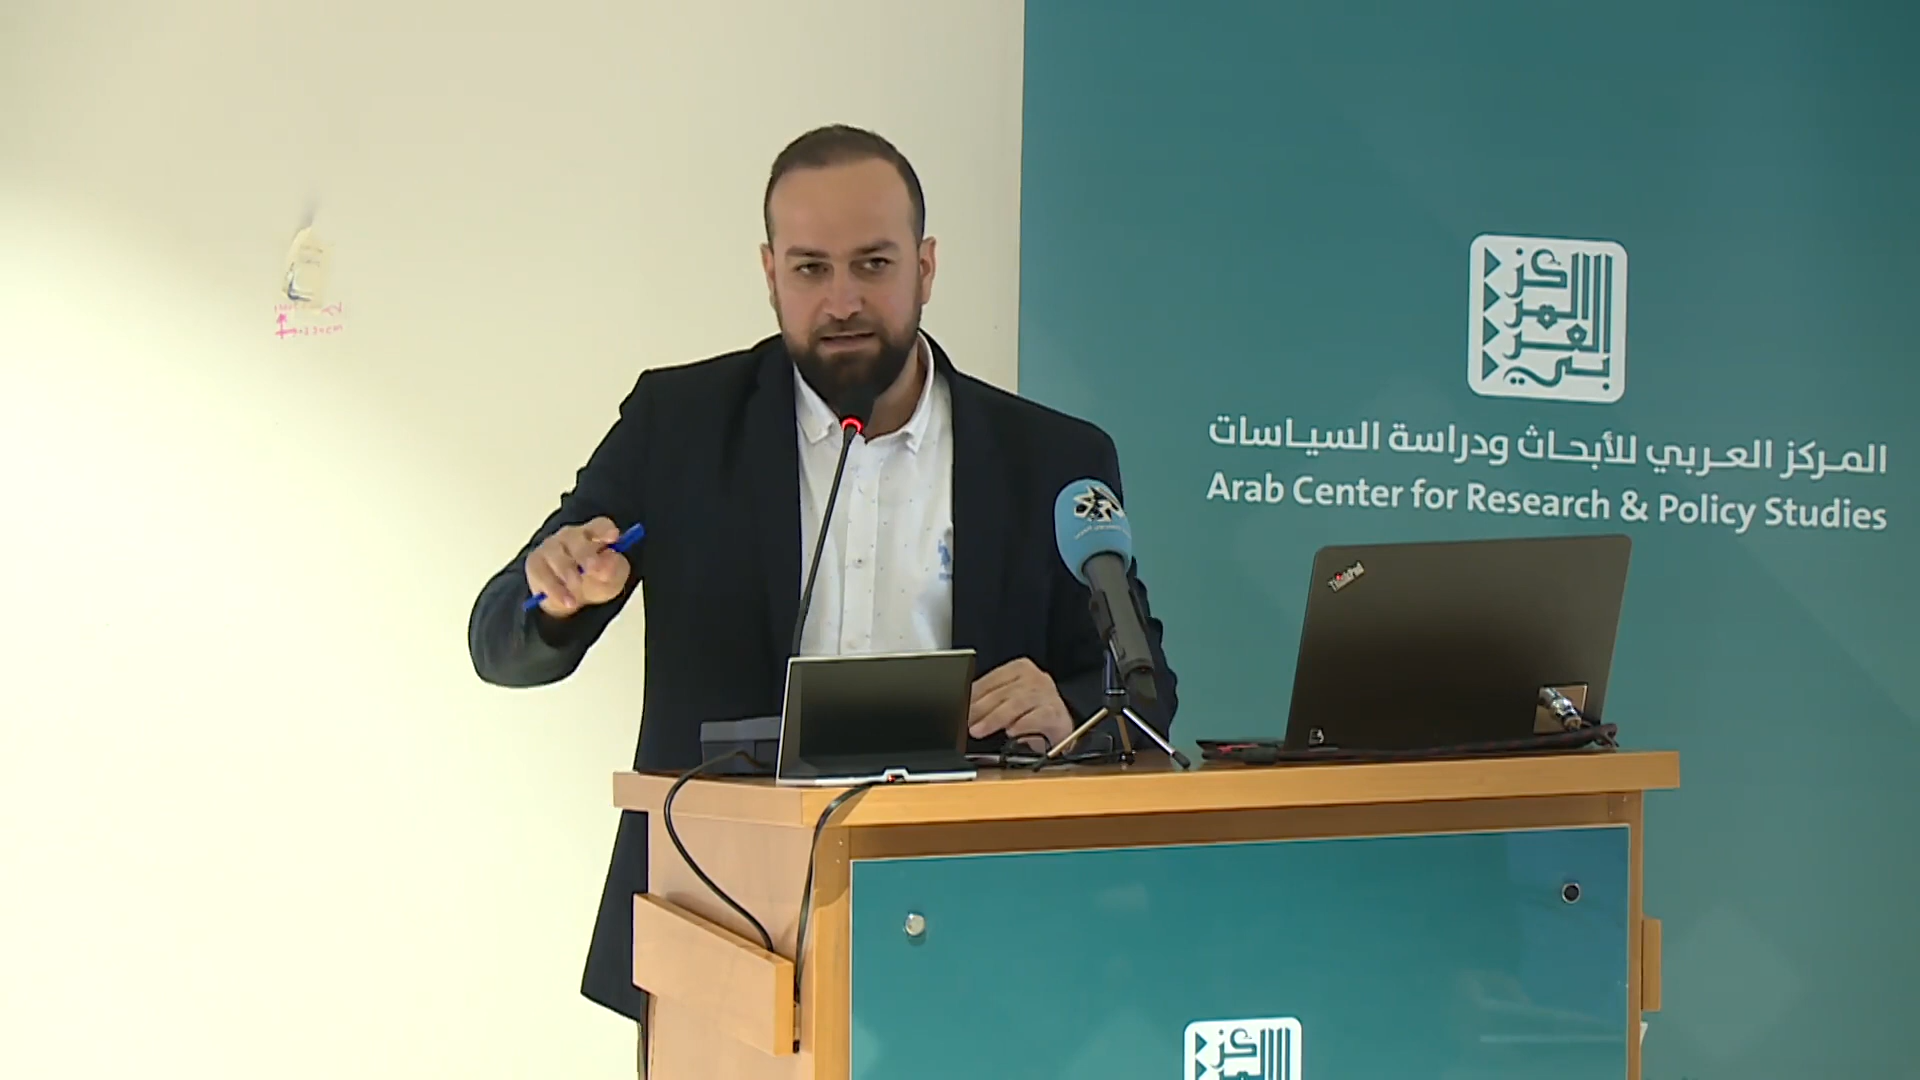 المركز العربي
المركز العربي للأبحاث ودراسة السياسات
Arab Center for Research & Policy Studies
ThinkPad